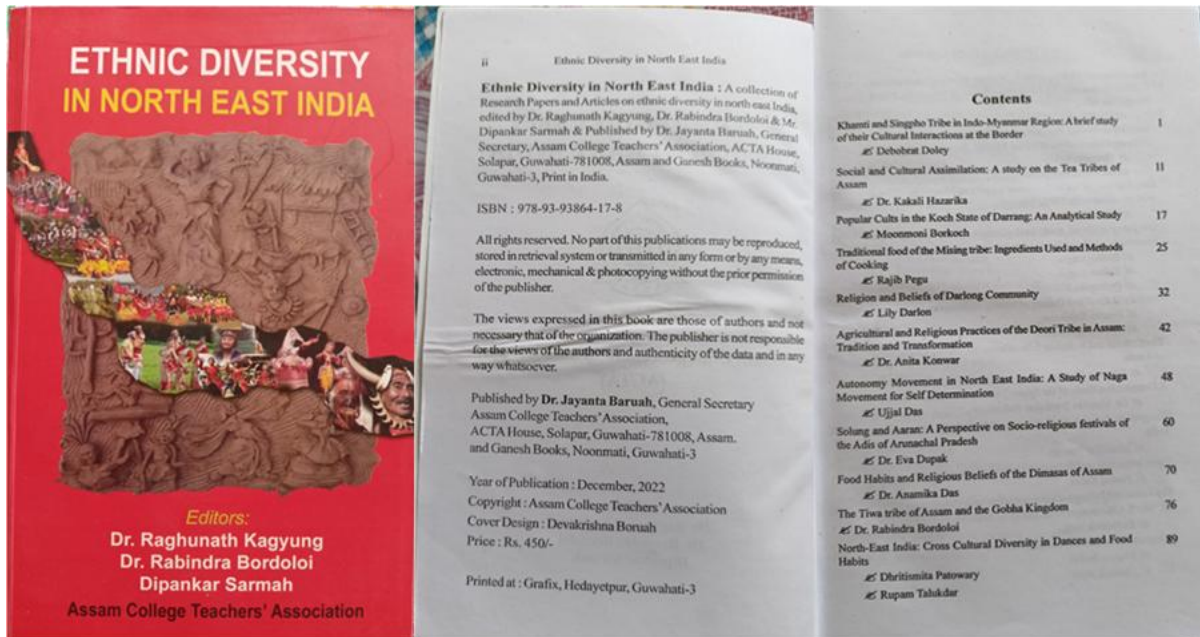 ETHNIC DIVERSITY
IN NORTH EAST INDIA
Editors:
Dr. Raghunath Kagyung
Dr. Rabindra Bordoloi
Dipankar Sarmah
Assam College Teachers' Association
ii Ethnic Diversity in North East India
Ethnic Diversity in North East India : A collection of
Research Papers and Articles on ethnic diversity in north east India,
edited by Dr. Raghunath Kagyung, Dr. Rabindra Bordoloi & Mr.
Dipankar Sarmah & Published by Dr. Jayanta Baruah, General
Secretary, Assam College Teachers' Association, ACTA House,
Solapar, Guwahati-781008, Assam and Ganesh Books, Noonmati,
Guwahati-3, Print in India.
ISBN : 978-93-93864-17-8
All rights reserved. No part of this publications may be reproduced,
stored in retrieval system or transmitted in any form or by any means,
electronic, mechanical & photocopying without the prior permission
of the publisher.
The views expressed in this book are those of authors and not
necessary that of the organization. The publisher is not responsible
for the views of the authors and authenticity of the data and in any
way whatsoever.
Published by Dr. Jayanta Baruah, General Secretary
Assam College Teachers' Association,
ACTA House, Solapar, Guwahati-781008, Assam.
and Ganesh Books, Noonmati, Guwahati-3
Year of Publication : December, 2022
Copyright : Assam College Teachers' Association
Cover Design : Devakrishna Boruah
Price : Rs. 450/-
Printed at : Grafix, Hedayetpur, Guwahati-3
Contents
Khamti and Singpho Tribe in Indo-Myanmar Region: A brief study 1
of their Cultural Interactions at the Border
✍ Debobrat Doley
Social and Cultural Assimilation: A study on the Tea Tribes of 11
Assam
✍ Dr. Kakali Hazarika
Popular Cults in the Koch State of Darrang: An Analytical Study 17
✍ Moonmoni Borkoch
Traditional food of the Mising tribe: Ingredients Used and Methods 25
of Cooking
✍ Rajib Pegu
Religion and Beliefs of Darlong Community 32
✍ Lily Darlon
Agricultural and Religious Practices of the Deori Tribe in Assam: 42
Tradition and Transformation
✍ Dr. Anita Konwar
Autonomy Movement in North East India: A Study of Naga 48
Movement for Self Determination
✍ Ujjal Das
Solung and Aaran: A Perspective on Socio-religious festivals of 60
the Adis of Arunachal Pradesh
✍ Dr. Eva Dupak
Food Habits and Religious Beliefs of the Dimasas of Assam 70
✍ Dr. Anamika Das
The Tiwa tribe of Assam and the Gobha Kingdom 76
✍ Dr. Rabindra Bordoloi
North-East India: Cross Cultural Diversity in Dances and Food 89
Habits
✍ Dhritismita Patowary
✍ Rupam Talukdar